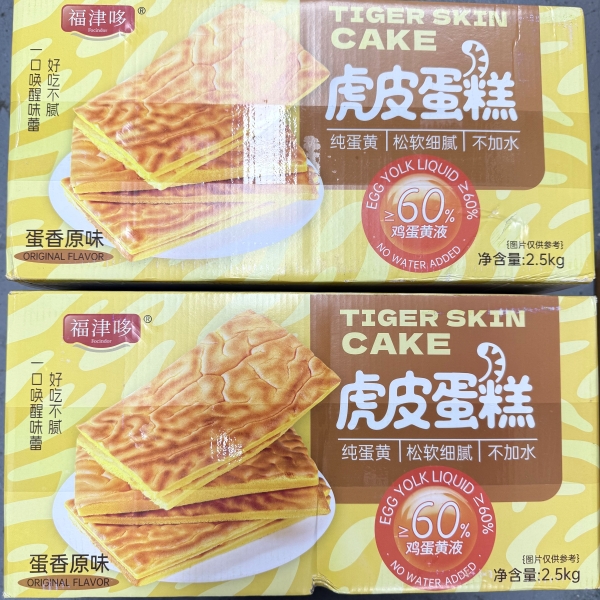 福津哆®
Focindor
好吃不腻
一口唤醒味蕾
TIGER SKIN
CAKE
虎皮蛋糕
纯蛋黄 | 松软细腻 | 不加水
EGG YOLK LIQUID ≥60%
≥60%
鸡蛋黄液
NO WATER ADDED
蛋香原味
ORIGINAL FLAVOR
{图片仅供参考}
净含量:2.5kg
福津哆®
Focindor
好吃不腻
一口唤醒味蕾
TIGER SKIN
CAKE
虎皮蛋糕
纯蛋黄 | 松软细腻 | 不加水
EGG YOLK LIQUID ≥60%
≥60%
鸡蛋黄液
NO WATER ADDED
蛋香原味
ORIGINAL FLAVOR
{图片仅供参考}
净含量:2.5kg